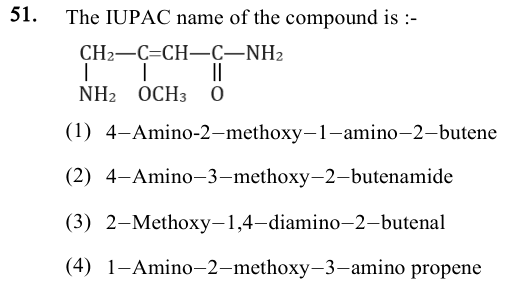 51. The IUPAC name of the compound is :-
CH₂—C=CH—C—NH₂
NH₂ OCH₃ O
(1) 4–Amino-2–methoxy–1–amino–2–butene
(2) 4–Amino–3–methoxy–2–butenamide
(3) 2–Methoxy–1,4–diamino–2–butenal
(4) 1–Amino–2–methoxy–3–amino propene